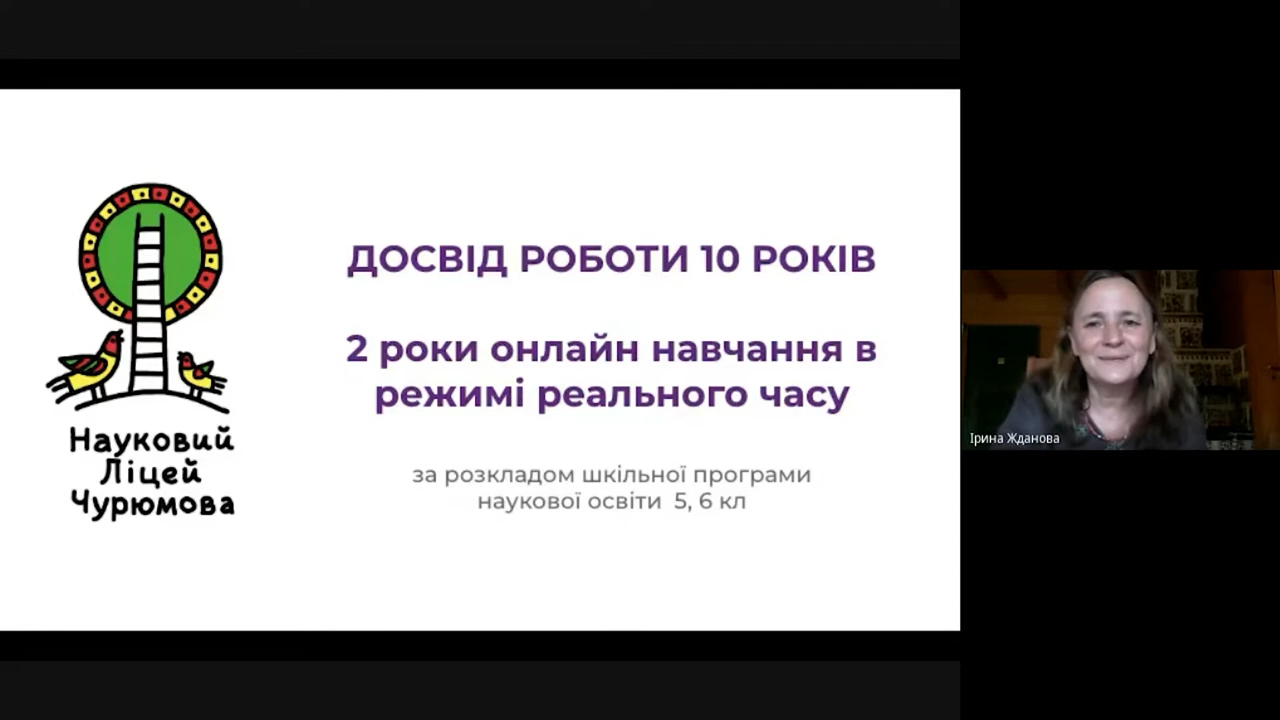 Науковий
Ліцей
Чурюмова
ДОСВІД РОБОТИ 10 РОКІВ
2 роки онлайн навчання в
режимі реального часу
за розкладом шкільної програми
наукової освіти 5, 6 кл
Ірина Жданова